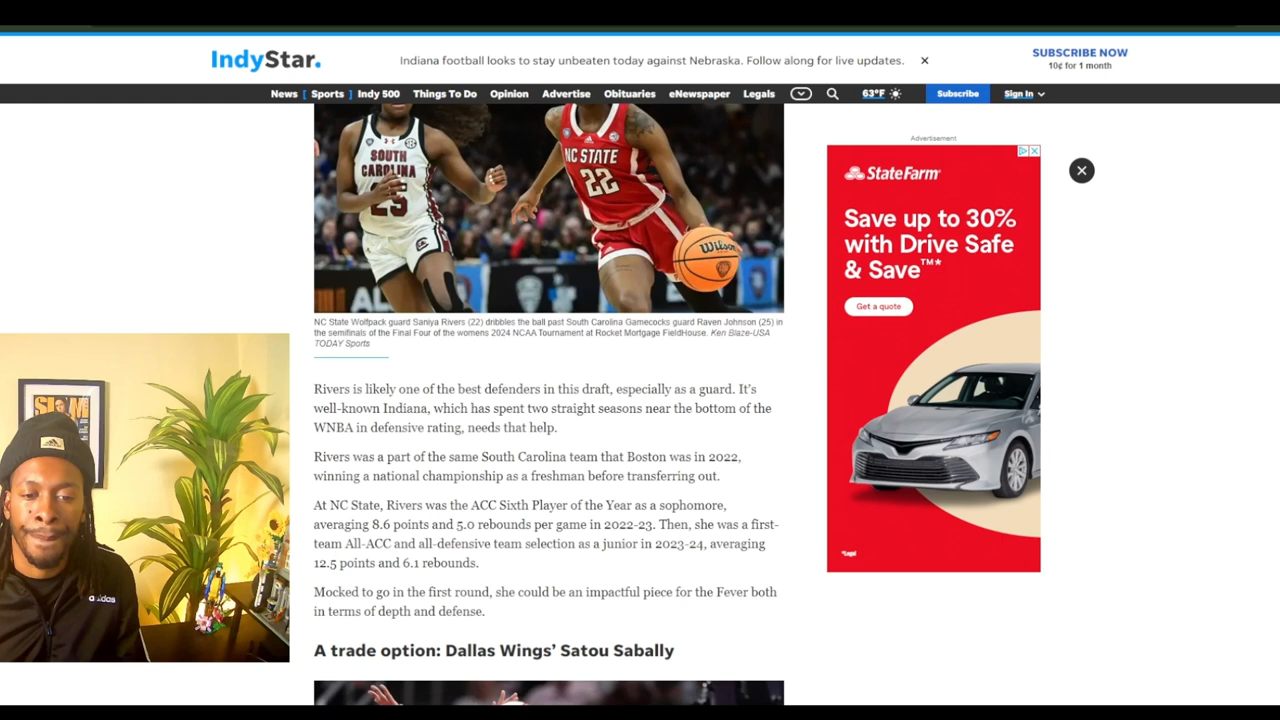 IndyStar.
Indiana football looks to stay unbeaten today against Nebraska. Follow along for live updates.
SUBSCRIBE NOW
10¢ for 1 month
News [ Sports [ Indy 500 Things To Do Opinion Advertise Obituaries eNewspaper Legals 63°F Subscribe Sign In
SOUTH
CAROLINA
25
NC STATE
22
Wilson
NC State Wolfpack guard Saniya Rivers (22) dribbles the ball past South Carolina Gamecocks guard Raven Johnson (25) in
the semifinals of the Final Four of the womens 2024 NCAA Tournament at Rocket Mortgage FieldHouse. Ken Blaze-USA
TODAY Sports
Rivers is likely one of the best defenders in this draft, especially as a guard. It's
well-known Indiana, which has spent two straight seasons near the bottom of the
WNBA in defensive rating, needs that help.
Rivers was a part of the same South Carolina team that Boston was in 2022,
winning a national championship as a freshman before transferring out.
At NC State, Rivers was the ACC Sixth Player of the Year as a sophomore,
averaging 8.6 points and 5.0 rebounds per game in 2022-23. Then, she was a first-
team All-ACC and all-defensive team selection as a junior in 2023-24, averaging
12.5 points and 6.1 rebounds.
Mocked to go in the first round, she could be an impactful piece for the Fever both
in terms of depth and defense.
A trade option: Dallas Wings' Satou Sabally
Advertisement
StateFarm
Save up to 30%
with Drive Safe
& Save™*
Get a quote
*Legal
SLAM
adidas